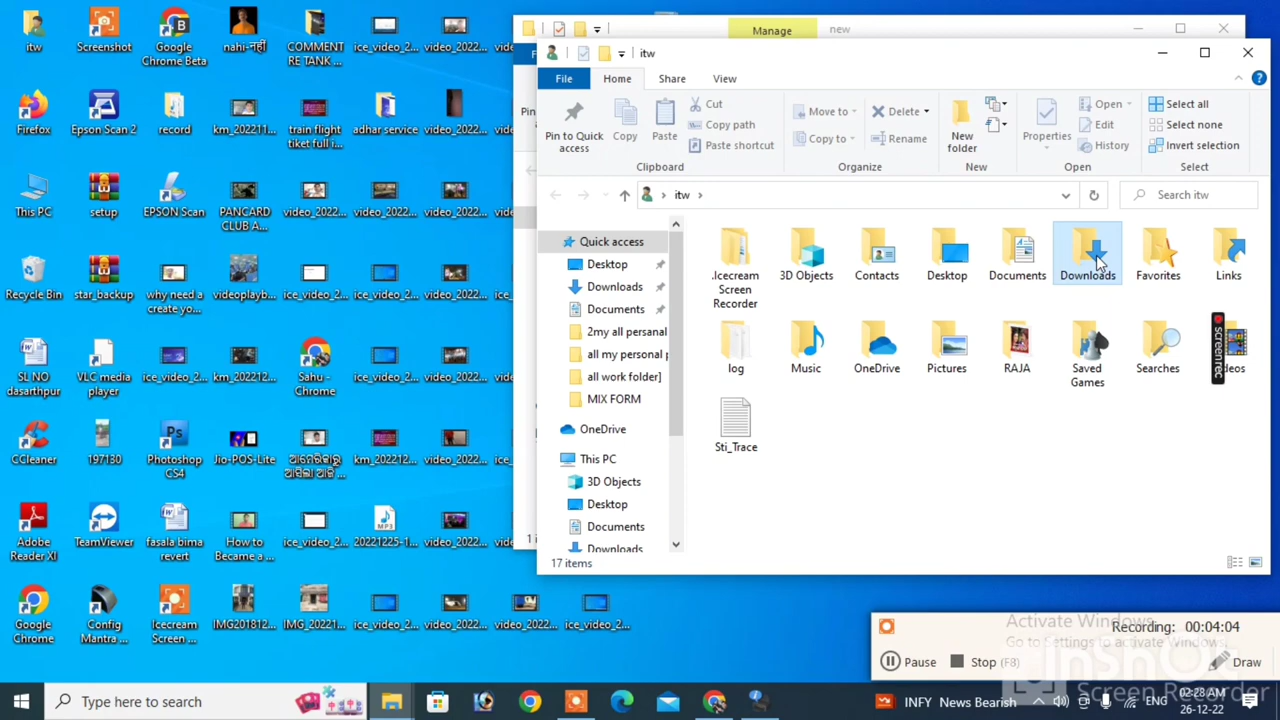 Manage
new
itw
File
Home
Share
View
Pin to Quick
access
Copy
Paste
Cut
Copy path
Paste shortcut
Clipboard
Move to
Copy to
Delete
Rename
Organize
New
folder
New
Properties
Open
Edit
History
Open
Select all
Select none
Invert selection
Select
itw
Search itw
Quick access
Desktop
Downloads
Documents
2my all persanal
all my personal
all work folder]
MIX FORM
OneDrive
This PC
3D Objects
Desktop
Documents
Downloads
.Icecream
Screen
Recorder
3D Objects
Contacts
Desktop
Documents
Downloads
Favorites
Links
log
Music
OneDrive
Pictures
RAJA
Saved
Games
Searches
screenrec
Sti_Trace
17 items
itw
Screenshot
Google
Chrome Beta
nahi-नही
COMMENT
RE TANK ...
ice_video_2...
video_2022...
Firefox
Epson Scan 2
record
km_202211...
train flight
tiket full i...
adhar service
video_2022...
This PC
setup
EPSON Scan
PANCARD
CLUB A...
video_2022...
video_2022...
video_2022...
Recycle Bin
star_backup
why need a
create yo...
videoplayb...
ice_video_2...
ice_video_2...
video_2022...
SL NO
dasarthpur
VLC media
player
ice_video_2...
km_202212...
Sahu -
Chrome
ice_video_2...
video_2022...
CCleaner
197130
Photoshop
CS4
Jio-POS-Lite
km_202212...
video_2022...
Adobe
Reader XI
TeamViewer
fasala bima
revert
How to
Became a ...
ice_video_2...
20221225-1...
video_2022...
Google
Chrome
Config
Mantra ...
Icecream
Screen ...
IMG201812...
IMG_20221...
ice_video_2...
video_2022...
video_2022...
ice_video_2...
Activate Windows
Go to Settings to activate Windows.
Recording: 00:04:04
Pause
Stop (F8)
Draw
InShOt
Screen Recorder
Type here to search
INFY News Bearish
ENG
02:28 AM
26-12-22